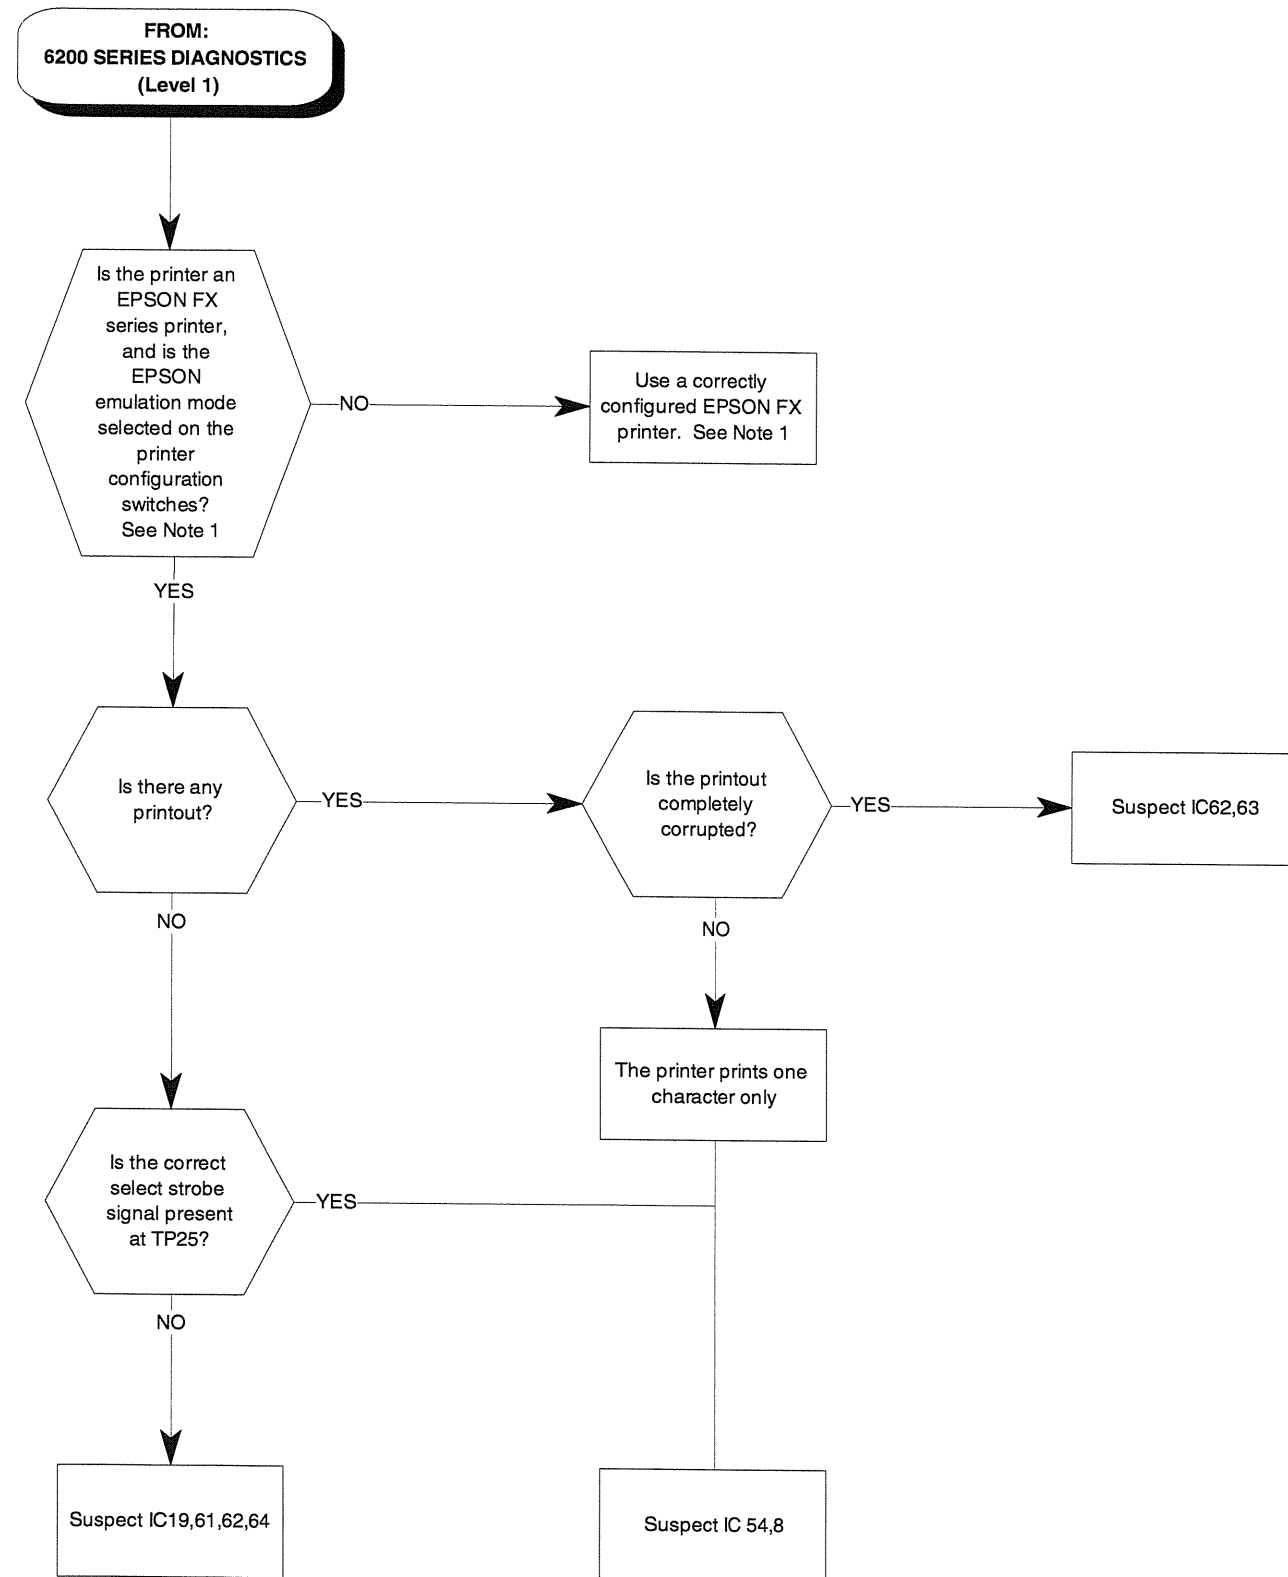 FROM:
6200 SERIES DIAGNOSTICS
(Level 1)
Is the printer an
EPSON FX
series printer,
and is the
EPSON
emulation mode
selected on the
printer
configuration
switches?
See Note 1
NO
Use a correctly
configured EPSON FX
printer. See Note 1
YES
Is there any
printout?
YES
Is the printout
completely
corrupted?
YES
Suspect IC62,63
NO
NO
The printer prints one
character only
Is the correct
select strobe
signal present
at TP25?
YES
NO
Suspect IC19,61,62,64
Suspect IC 54,8